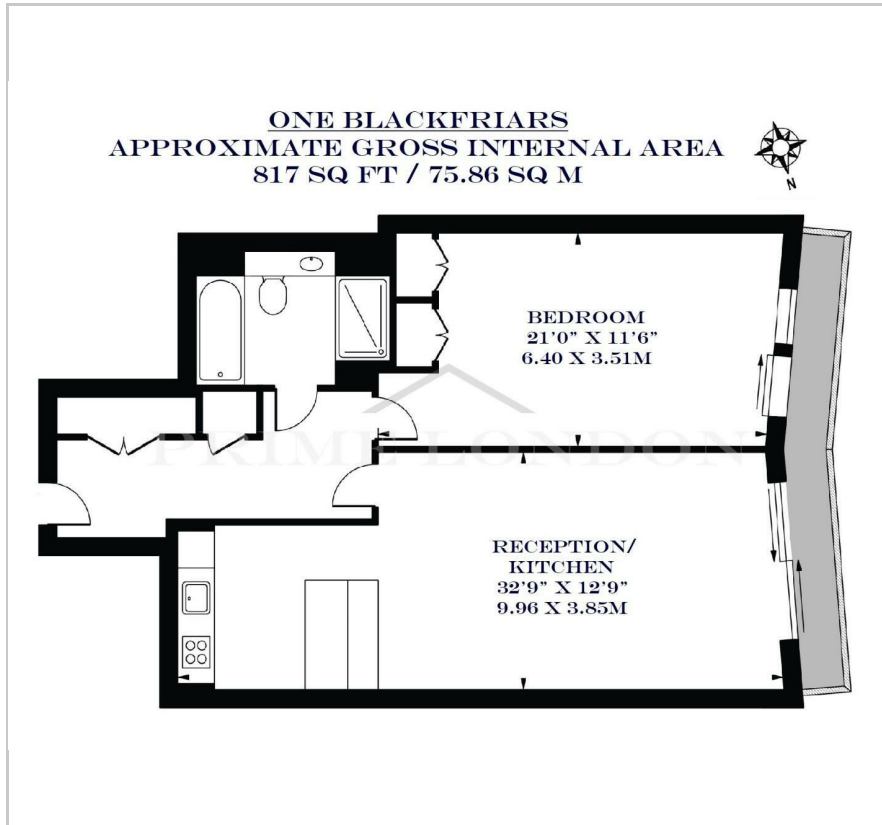 ONE BLACKFRIARS
APPROXIMATE GROSS INTERNAL AREA
817 SQ FT / 75.86 SQ M
N
BEDROOM
21'0" X 11'6"
6.40 X 3.51M
PRIME LONDON
RECEPTION/
KITCHEN
32'9" X 12'9"
9.96 X 3.85M